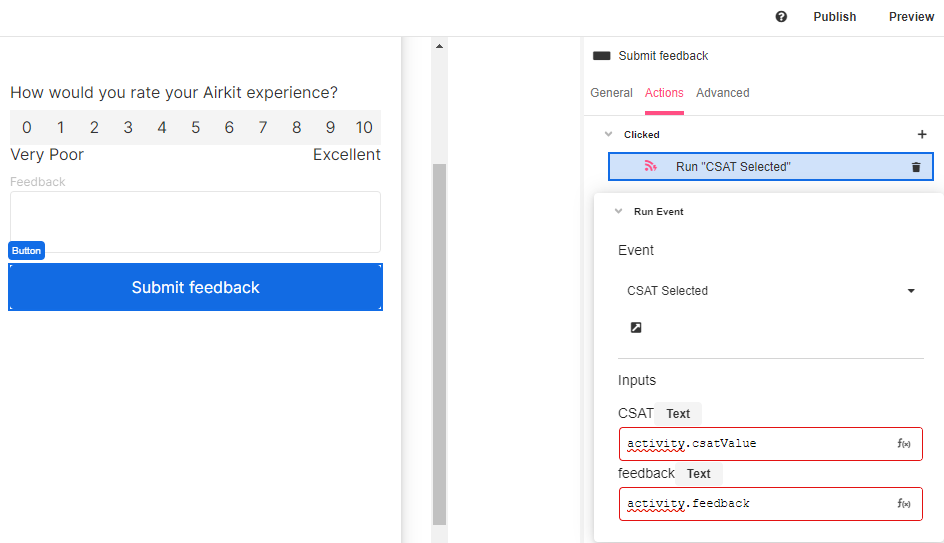 Publish Preview
Submit feedback
General Actions Advanced
Clicked
Run "CSAT Selected"
Run Event
Event
CSAT Selected
Inputs
CSAT Text
activity.csatValue f(x)
feedback Text
activity.feedback f(x)
How would you rate your Airkit experience?
0 1 2 3 4 5 6 7 8 9 10
Very Poor Excellent
Feedback
Button
Submit feedback